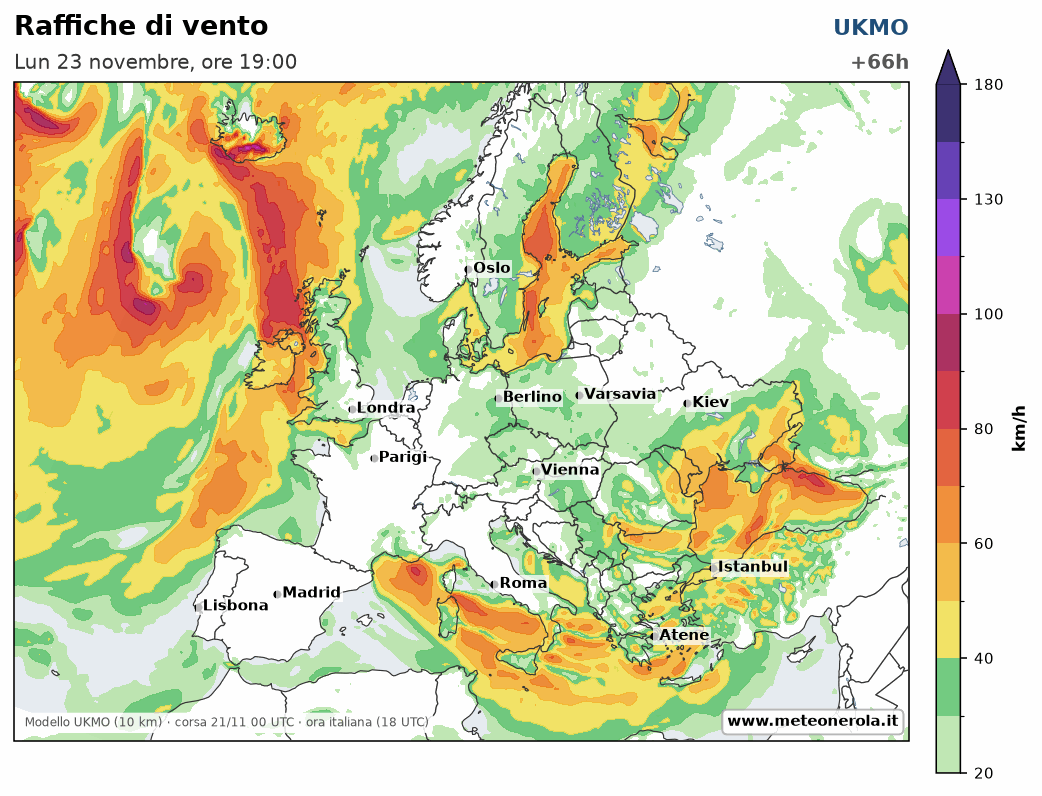 Raffiche di vento
UKMO
Lun 23 novembre, ore 19:00
+66h
180
130
100
80
60
40
20
km/h
Oslo
Londra
Berlino
Varsavia
Kiev
Parigi
Vienna
Istanbul
Roma
Madrid
Lisbona
Atene
Modello UKMO (10 km) · corsa 21/11 00 UTC · ora italiana (18 UTC)
www.meteonerola.it